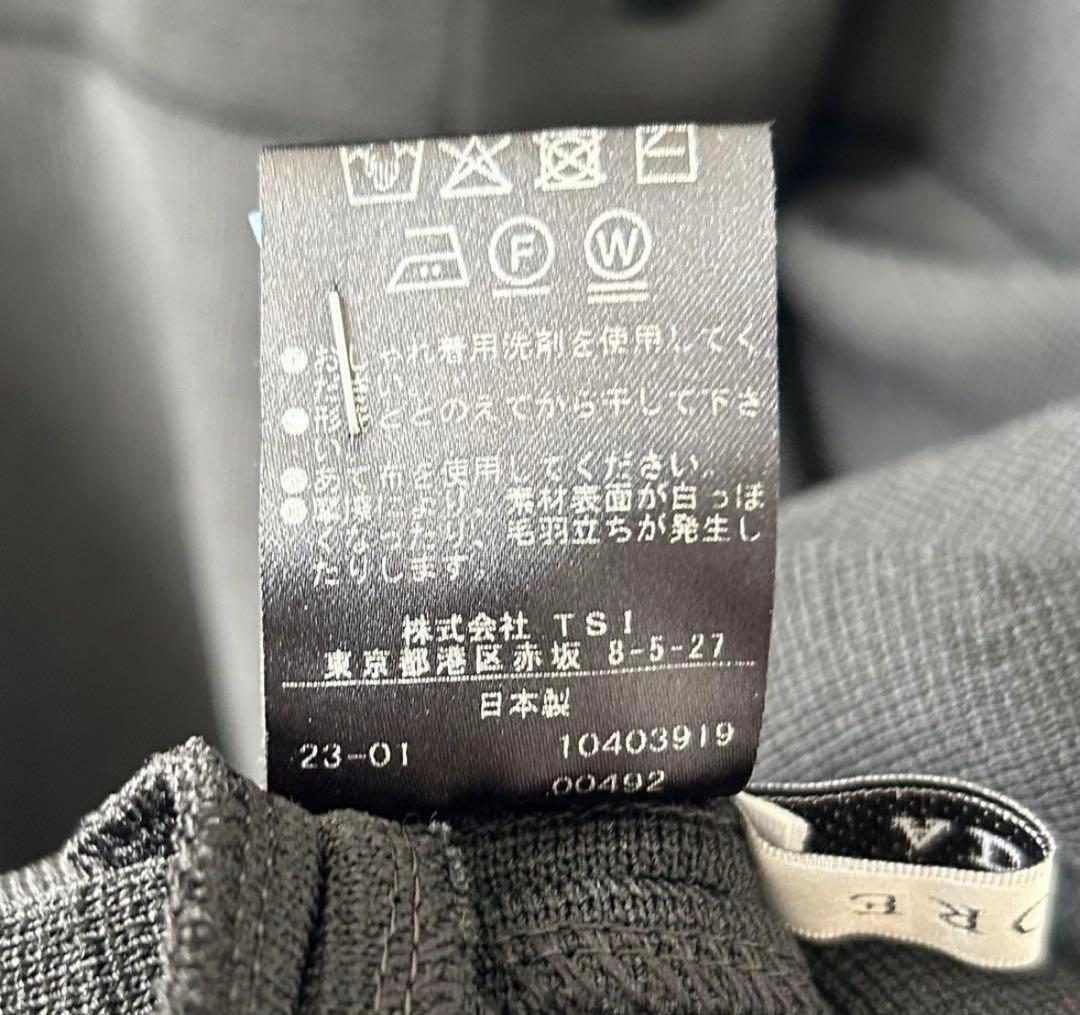 F W
● おしゃれ着用洗剤を使用してく
ださい
● 形をととのえてから干して下さ
い
● あて布を使用してください。
● 摩擦により、素材表面が白っぽ
くなったり、毛羽立ちが発生し
たりします。
株式会社 TSI
東京都港区赤坂 8-5-27
日本製
23-01 10403919
00492